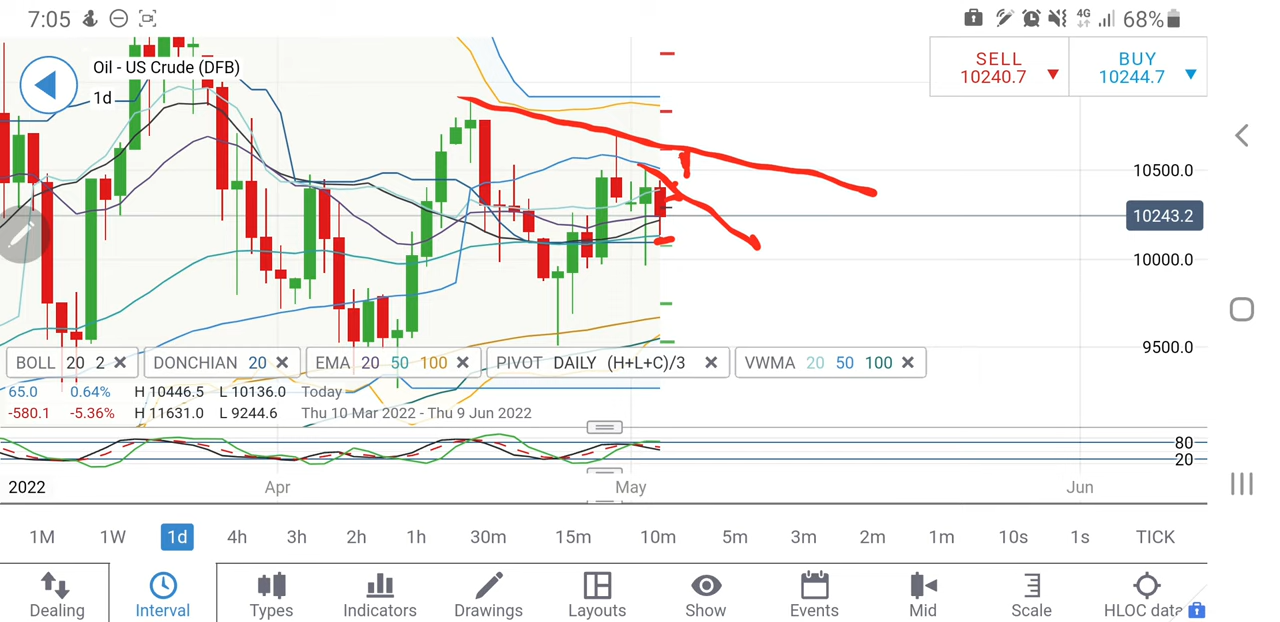 7:05 4G 68%
Oil - US Crude (DFB)
1d
SELL BUY
10240.7 10244.7
10500.0
10243.2
10000.0
9500.0
BOLL 20 2 DONCHIAN 20 EMA 20 50 100 PIVOT DAILY (H+L+C)/3 VWMA 20 50 100
65.0 0.64% H 10446.5 L 10136.0 Today
-580.1 -5.36% H 11631.0 L 9244.6 Thu 10 Mar 2022 - Thu 9 Jun 2022
80
20
2022 Apr May Jun
1M 1W 1d 4h 3h 2h 1h 30m 15m 10m 5m 3m 2m 1m 10s 1s TICK
Dealing Interval Types Indicators Drawings Layouts Show Events Mid Scale HLOC data